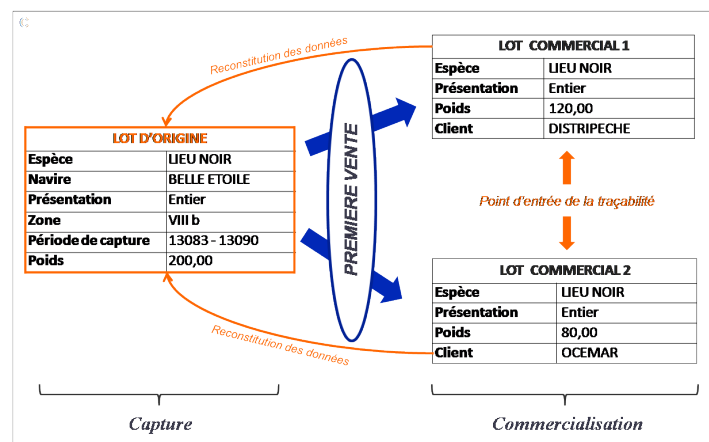 Reconstitution des données
LOT D'ORIGINE
Espèce LIEU NOIR
Navire BELLE ETOILE
Présentation Entier
Zone VIII b
Période de capture 13083 - 13090
Poids 200,00
PREMIERE VENTE
LOT COMMERCIAL 1
Espèce LIEU NOIR
Présentation Entier
Poids 120,00
Client DISTRIPECHE
Point d'entrée de la traçabilité
LOT COMMERCIAL 2
Espèce LIEU NOIR
Présentation Entier
Poids 80,00
Client OCEMAR
Reconstitution des données
Capture
Commercialisation